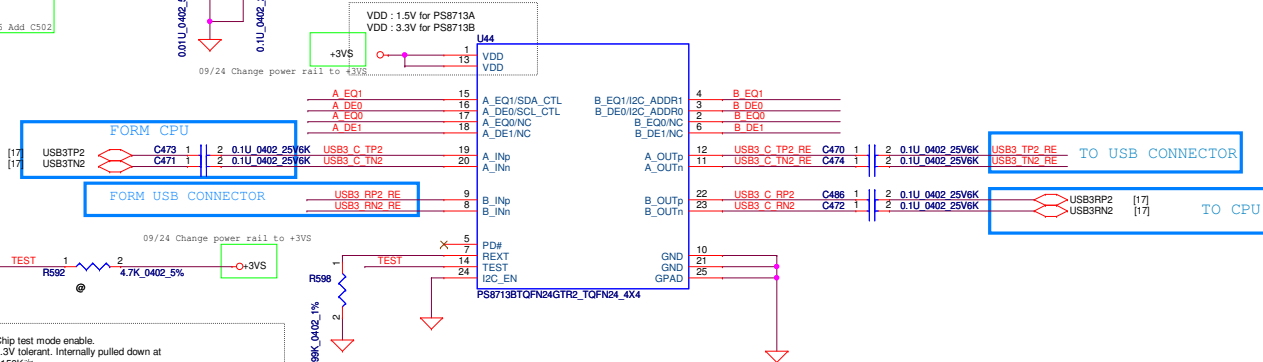 5 Add C502
0.01U_0402_
0.1U_0402_
VDD : 1.5V for PS8713A
VDD : 3.3V for PS8713B
U44
+3VS
1 VDD
13 VDD
09/24 Change power rail to +3VS
A_EQ1 15 A_EQ1/SDA_CTL B_EQ1/I2C_ADDR1 4 B_EQ1
A_DE0 16 A_DE0/SCL_CTL B_DE0/I2C_ADDR0 3 B_DE0
A_EQ0 17 A_EQ0/NC B_EQ0/NC 2 B_EQ0
A_DE1 18 A_DE1/NC B_DE1/NC 6 B_DE1
FORM CPU
[17] USB3TP2 C473 1 2 0.1U_0402_25V6K USB3_C_TP2 19 A_INp A_OUTp 12 USB3_C_TP2_RE C470 1 2 0.1U_0402_25V6K USB3_TP2_RE
[17] USB3TN2 C471 1 2 0.1U_0402_25V6K USB3_C_TN2 20 A_INn A_OUTn 11 USB3_C_TN2_RE C474 1 2 0.1U_0402_25V6K USB3_TN2_RE
TO USB CONNECTOR
FORM USB CONNECTOR
USB3_RP2_RE 9 B_INp B_OUTp 22 USB3_C_RP2 C486 1 2 0.1U_0402_25V6K USB3RP2 [17]
USB3_RN2_RE 8 B_INn B_OUTn 23 USB3_C_RN2 C472 1 2 0.1U_0402_25V6K USB3RN2 [17]
TO CPU
09/24 Change power rail to +3VS
5 PD#
7 REXT GND 10
TEST 14 TEST GND 21
24 I2C_EN GPAD 25
PS8713BTQFN24GTR2_TQFN24_4X4
TEST R592 1 2 4.7K_0402_5% +3VS
@
R598 1 2
99K_0402_1%
Chip test mode enable.
.3V tolerant. Internally pulled down at